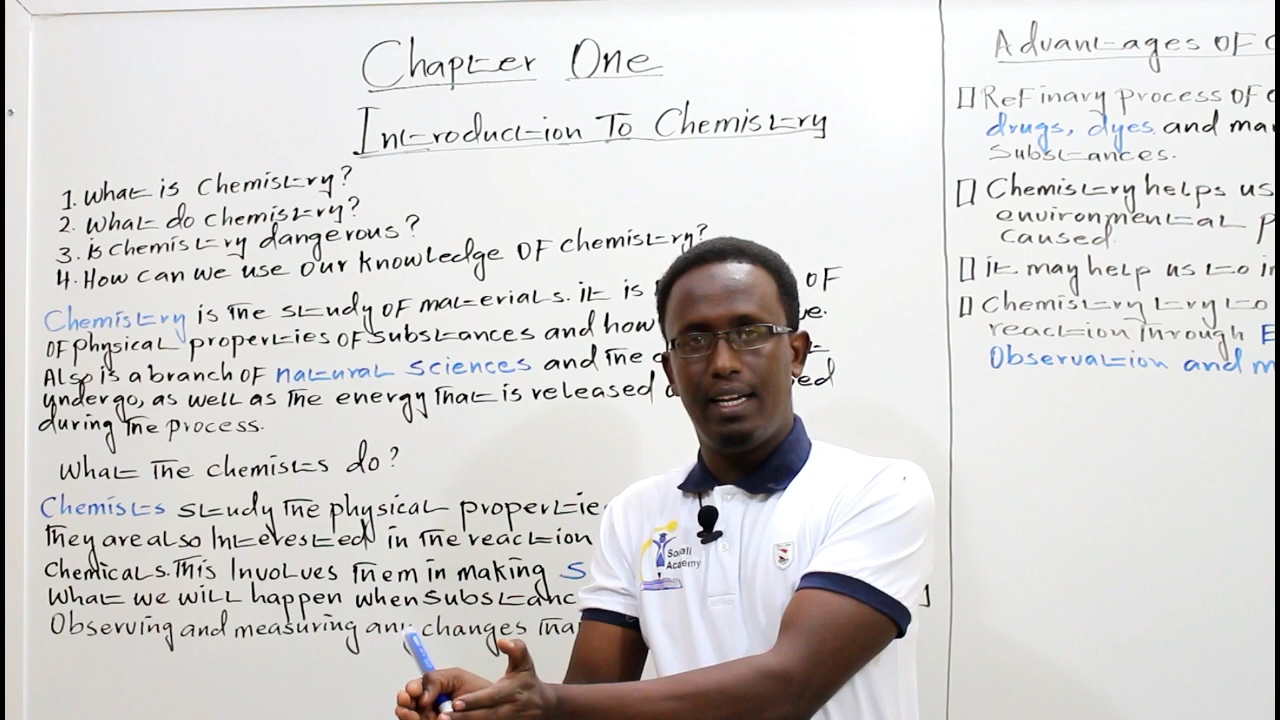 Chapter One
Introduction To Chemistry
1. What is Chemistry?
2. What do Chemistry?
3. is chemistry dangerous?
4. How can we use our knowledge of chemistry?
Chemistry is the study of materials. it is of
of physical properties of substances and how
Also is a branch of natural sciences and the
undergo, as well as the energy that is released
during the process.
What the chemists do?
Chemists study the physical
They are also Interested in the reaction
Chemicals. This Involves them in making
What we will happen when
Observing and measuring any changes
Advantages of
Refinary process of
drugs, dyes and
Substances.
Chemistry helps us
environmental
caused.
it may help us to
Chemistry try to
reaction through
Observation and
Academy